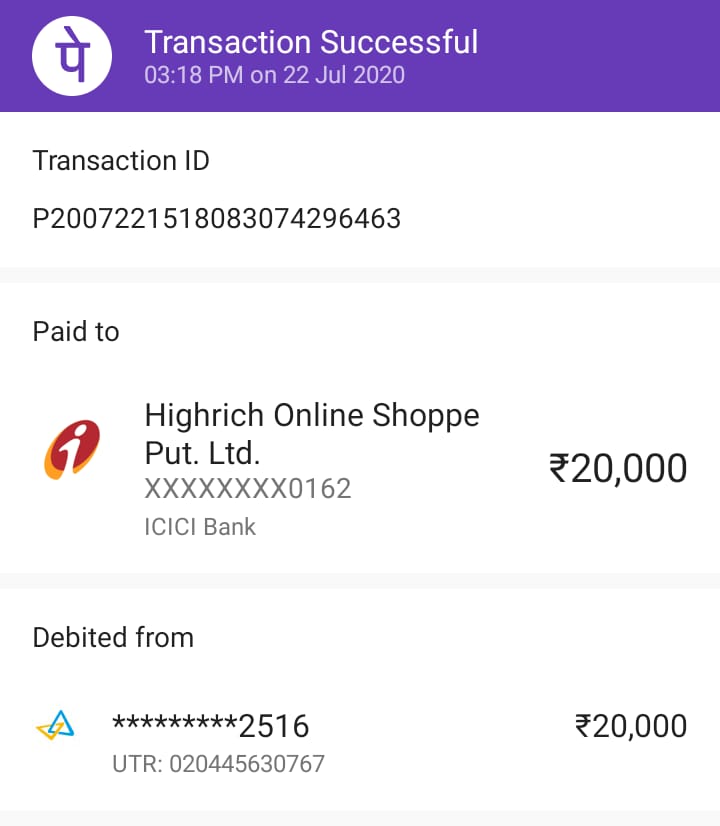 पे
Transaction Successful
03:18 PM on 22 Jul 2020
Transaction ID
P2007221518083074296463
Paid to
Highrich Online Shoppe
Put. Ltd.
₹20,000
XXXXXXXX0162
ICICI Bank
Debited from
*********2516
₹20,000
UTR: 020445630767